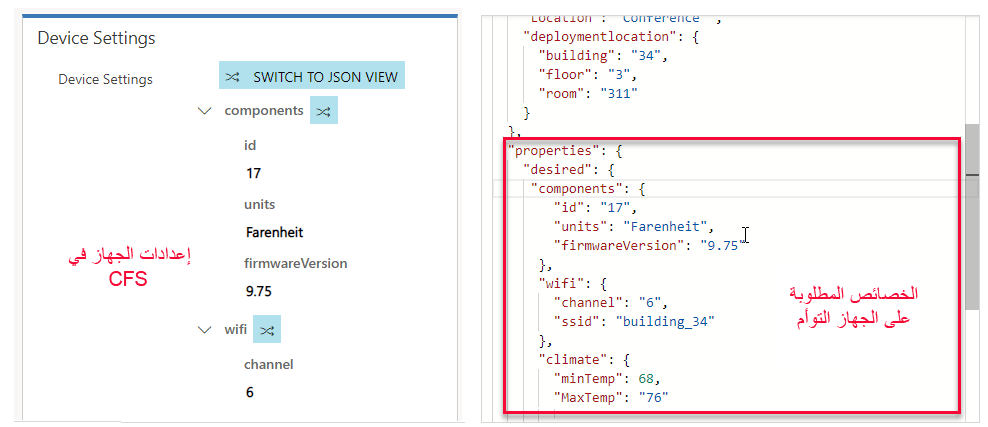 Device Settings
Device Settings
SWITCH TO JSON VIEW
components
id
17
units
Farenheit
firmwareVersion
9.75
wifi
channel
6
إعدادات الجهاز في
CFS
"Location": "Conference ",
"deploymentlocation": {
"building": "34",
"floor": "3",
"room": "311"
}
},
"properties": {
"desired": {
"components": {
"id": "17",
"units": "Farenheit",
"firmwareVersion": "9.75"
},
"wifi": {
"channel": "6",
"ssid": "building_34"
},
"climate": {
"minTemp": 68,
"MaxTemp": "76"
الخصائص المطلوبة
على الجهاز التوأم